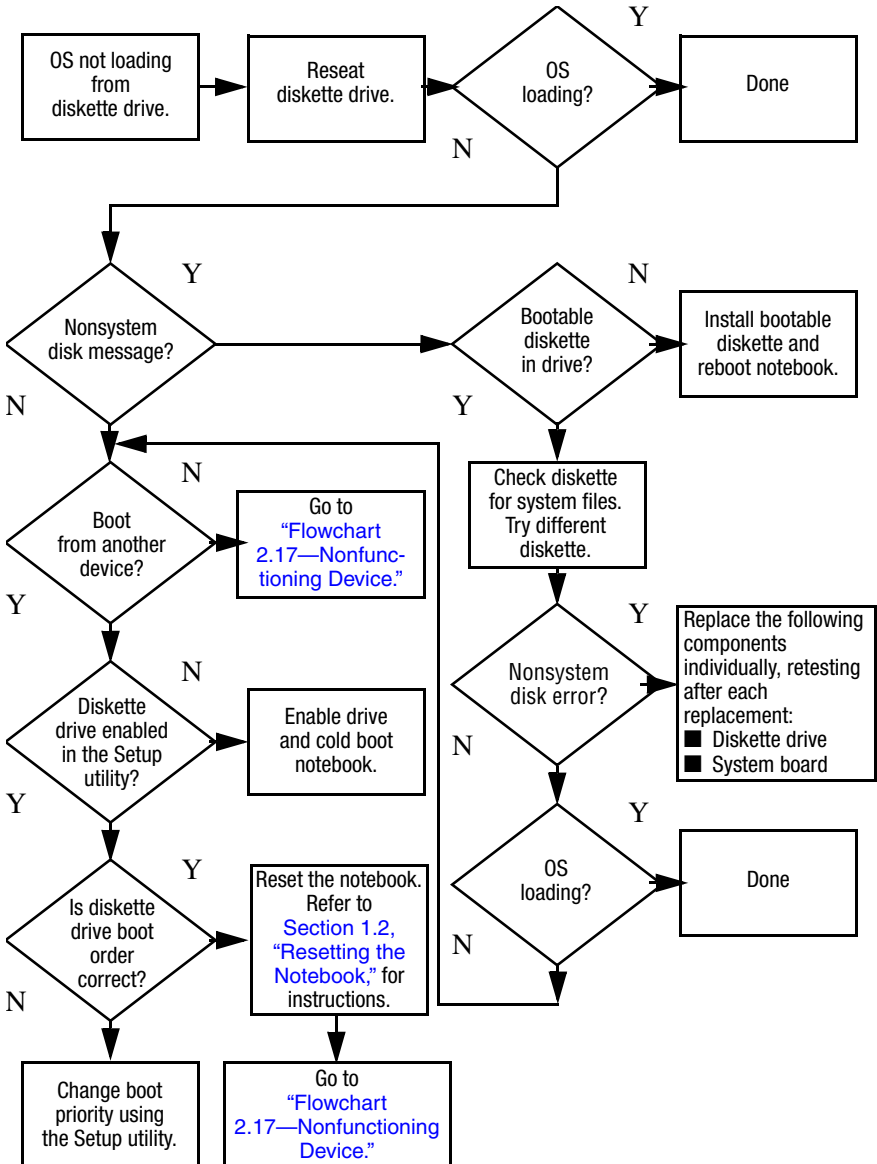 OS not loading
from
diskette drive.
Reseat
diskette drive.
OS
loading?
Y
Done
N
Nonsystem
disk message?
Y
N
Bootable
diskette
in drive?
N
Install bootable
diskette and
reboot notebook.
Y
Boot
from another
device?
N
Go to
“Flowchart
2.17—Nonfunc-
tioning Device.”
Y
Check diskette
for system files.
Try different
diskette.
Diskette
drive enabled
in the Setup
utility?
N
Enable drive
and cold boot
notebook.
Y
Nonsystem
disk error?
Y
Replace the following
components
individually, retesting
after each
replacement:
■ Diskette drive
■ System board
N
Is diskette
drive boot
order
correct?
Y
Reset the notebook.
Refer to
Section 1.2,
“Resetting the
Notebook,” for
instructions.
N
OS
loading?
Y
Done
N
Change boot
priority using
the Setup utility.
Go to
“Flowchart
2.17—Nonfunctioning
Device.”